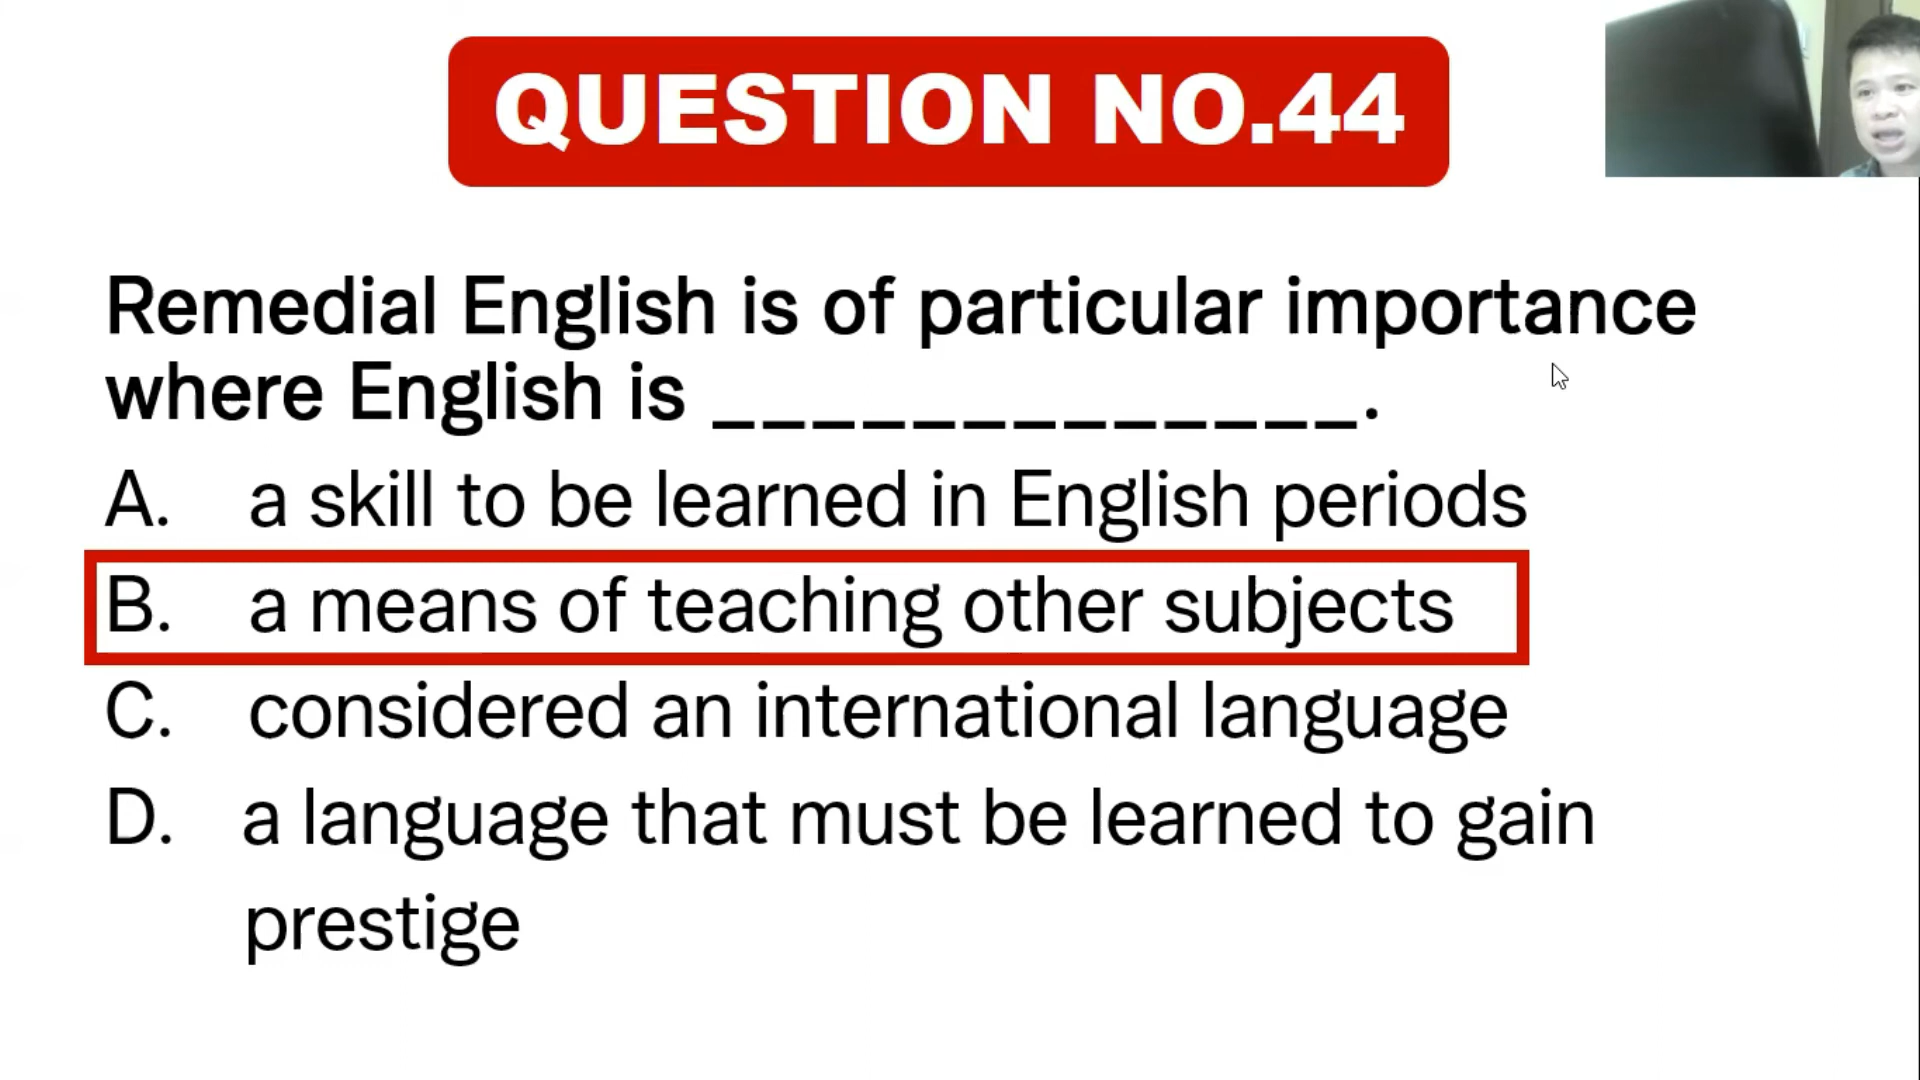 QUESTION NO.44
Remedial English is of particular importance
where English is _____________.
A. a skill to be learned in English periods
B. a means of teaching other subjects
C. considered an international language
D. a language that must be learned to gain
prestige